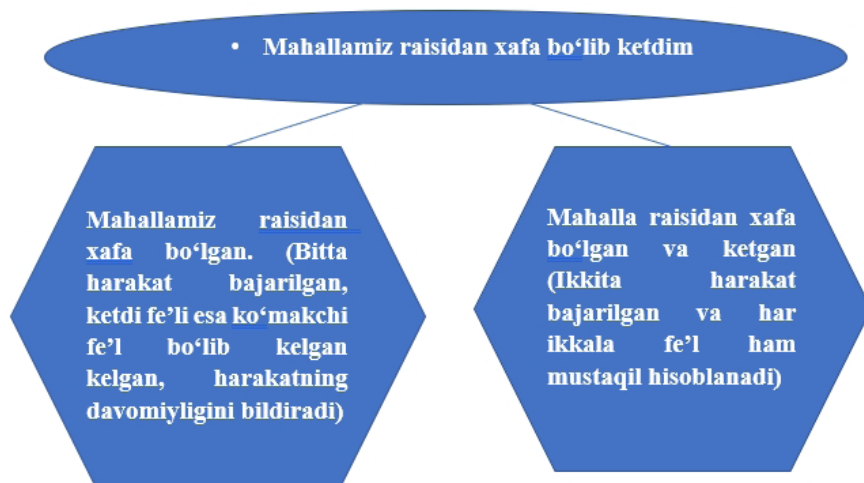 • Mahallamiz raisidan xafa bo‘lib ketdim
Mahallamiz raisidan
xafa bo‘lgan. (Bitta
harakat bajarilgan,
ketdi fe’li esa ko‘makchi
fe’l bo‘lib kelgan
kelgan, harakatning
davomiyligini bildiradi)
Mahalla raisidan xafa
bo‘lgan va ketgan
(Ikkita harakat
bajarilgan va har
ikkala fe’l ham
mustaqil hisoblanadi)